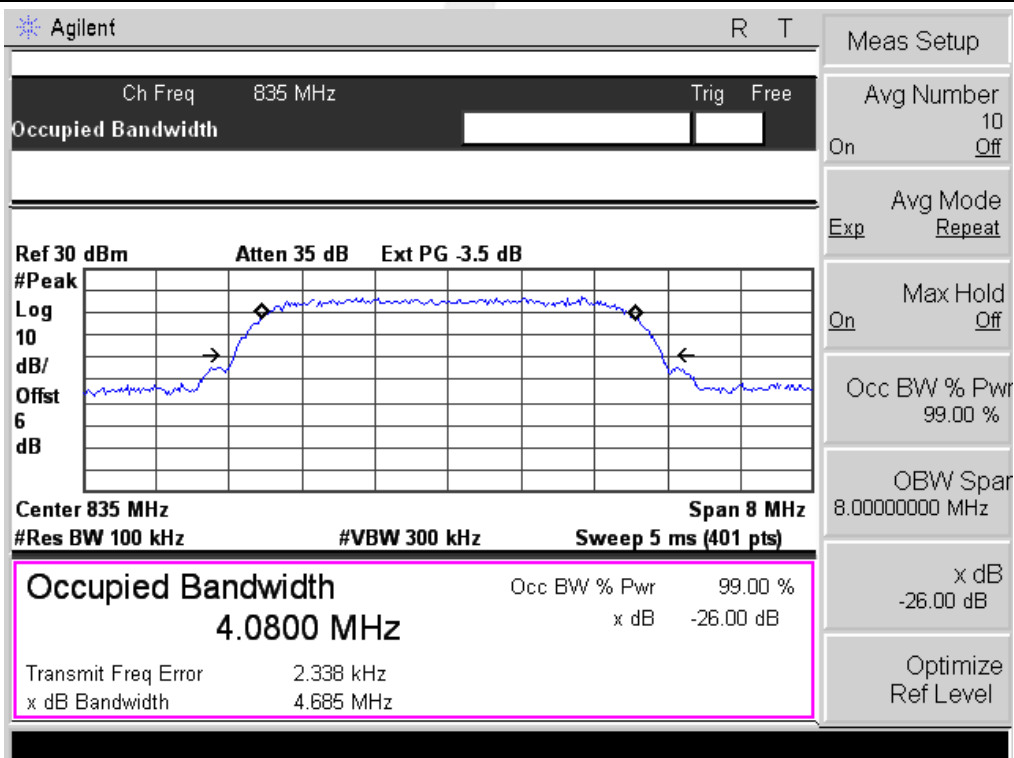 Agilent R T
Ch Freq 835 MHz Trig Free
Occupied Bandwidth
Ref 30 dBm Atten 35 dB Ext PG -3.5 dB
#Peak
Log
10
dB/
Offst
6
dB
Center 835 MHz Span 8 MHz
#Res BW 100 kHz #VBW 300 kHz Sweep 5 ms (401 pts)
Occupied Bandwidth
4.0800 MHz
Occ BW % Pwr 99.00 %
x dB -26.00 dB
Transmit Freq Error 2.338 kHz
x dB Bandwidth 4.685 MHz
Meas Setup
Avg Number
10
On Off
Avg Mode
Exp Repeat
Max Hold
On Off
Occ BW % Pwr
99.00 %
OBW Span
8.00000000 MHz
x dB
-26.00 dB
Optimize
Ref Level